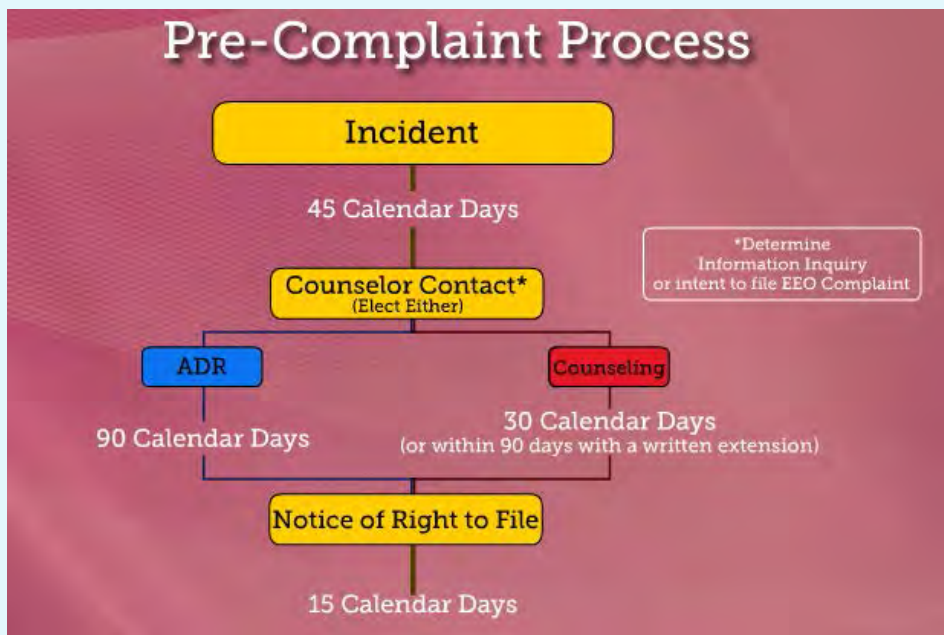 Pre-Complaint Process
Incident
45 Calendar Days
*Determine
Information Inquiry
or intent to file EEO Complaint
Counselor Contact*
(Elect Either)
ADR
Counseling
90 Calendar Days
30 Calendar Days
(or within 90 days with a written extension)
Notice of Right to File
15 Calendar Days